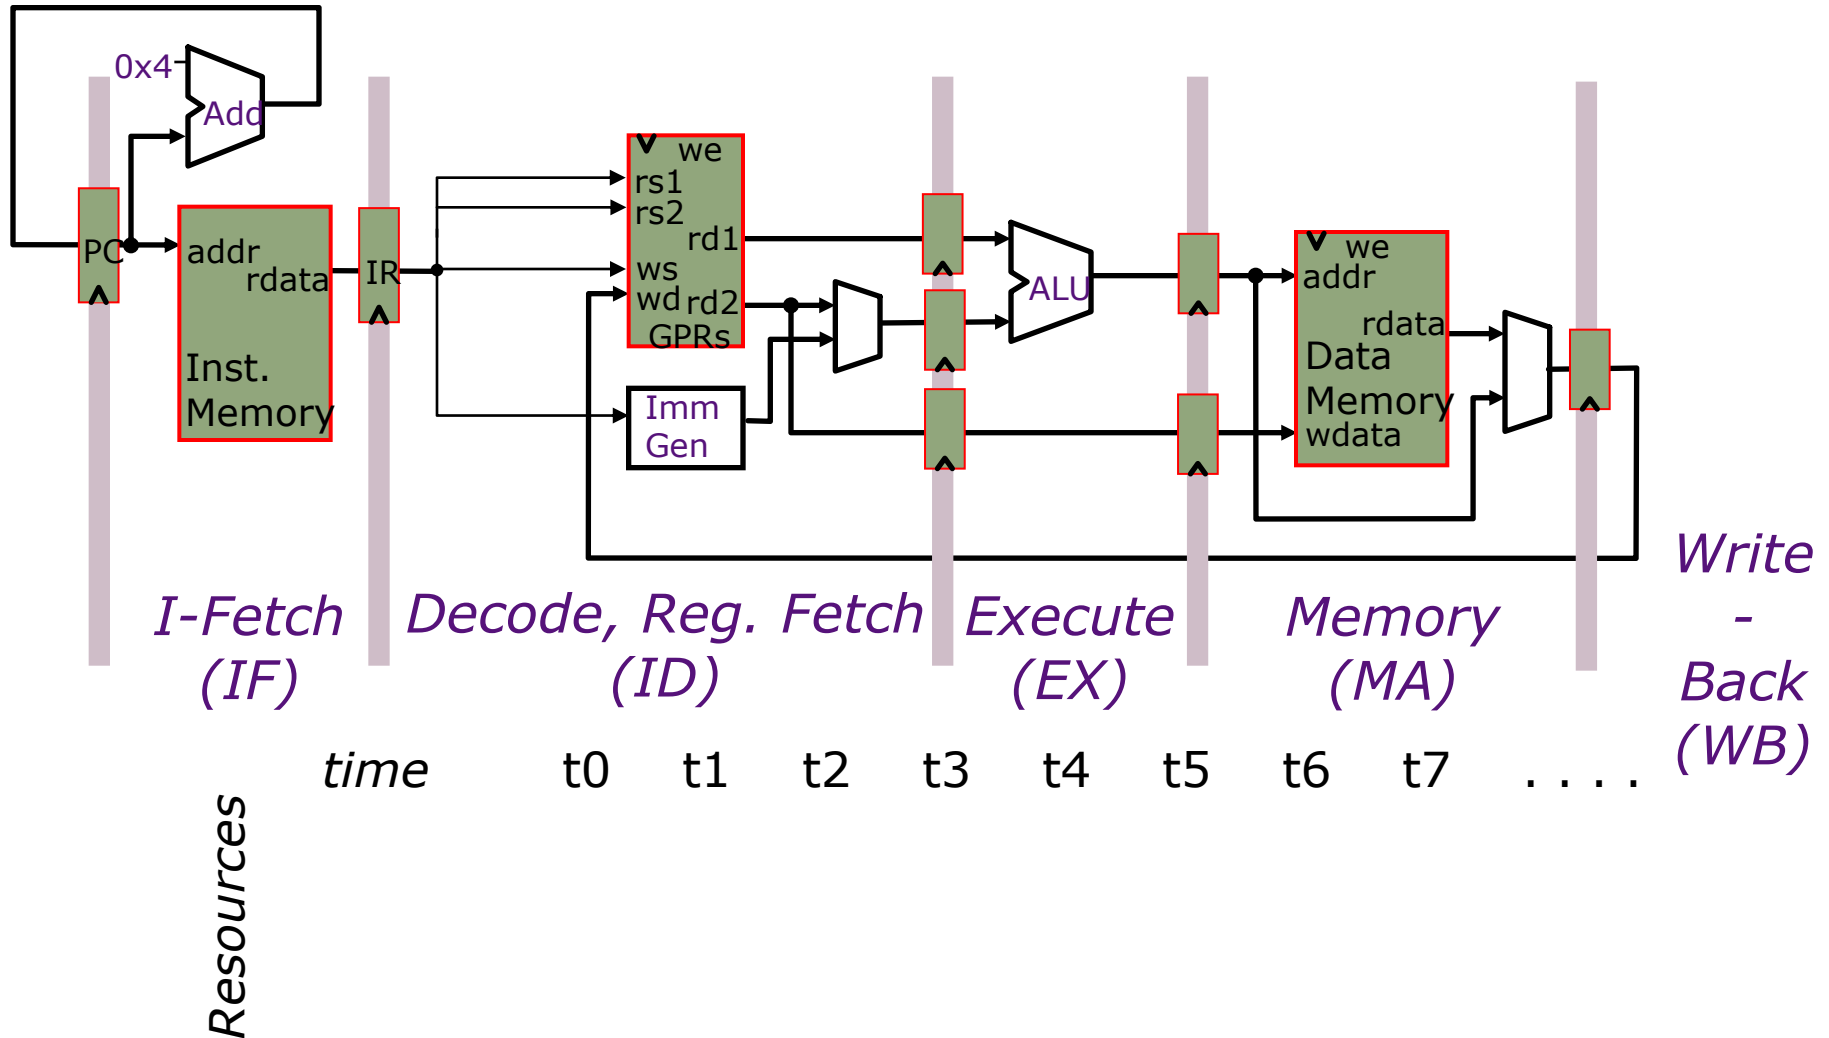 0x4
Add
PC
addr
rdata
Inst.
Memory
IR
we
rs1
rs2
rd1
ws
wd
rd2
GPRs
Imm
Gen
ALU
we
addr
rdata
Data
Memory
wdata
I-Fetch
(IF)
Decode, Reg. Fetch
(ID)
Execute
(EX)
Memory
(MA)
Write
-
Back
(WB)
time t0 t1 t2 t3 t4 t5 t6 t7 . . . .
Resources